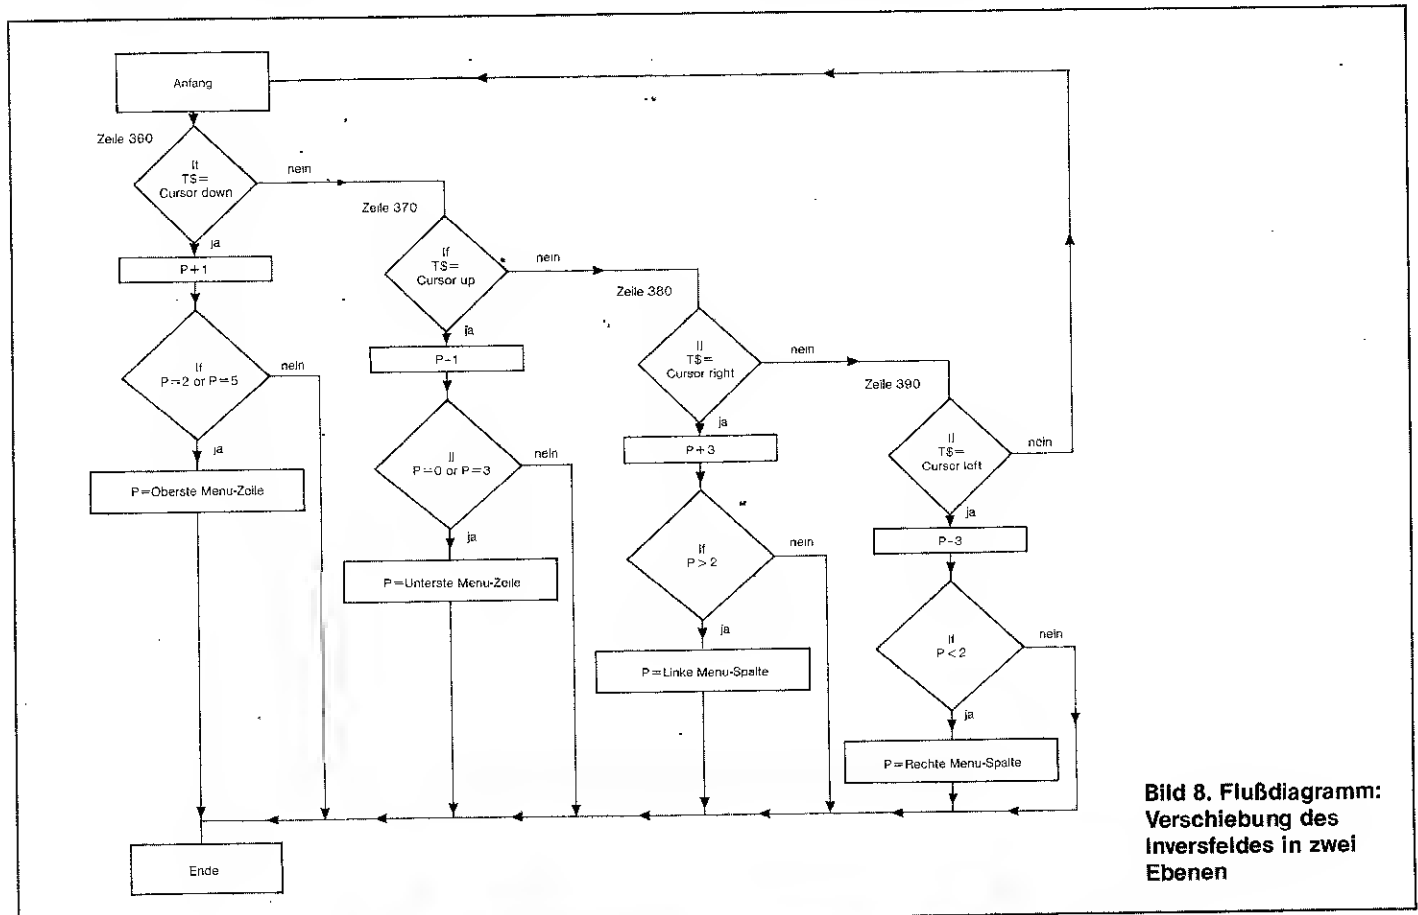 Anfang
Zeile 360
If
T$=
Cursor down
nein
ja
P+1
If
P=2 or P=5
nein
ja
P=Oberste Menu-Zeile
Zeile 370
If
T$=
Cursor up
nein
ja
P-1
If
P=0 or P=3
nein
ja
P=Unterste Menu-Zeile
Zeile 380
If
T$=
Cursor right
nein
ja
P+3
If
P>2
nein
ja
P=Linke Menu-Spalte
Zeile 390
If
T$=
Cursor left
nein
ja
P-3
If
P<2
nein
ja
P=Rechte Menu-Spalte
Ende
Bild 8. Flußdiagramm:
Verschiebung des
Inversfeldes in zwei
Ebenen